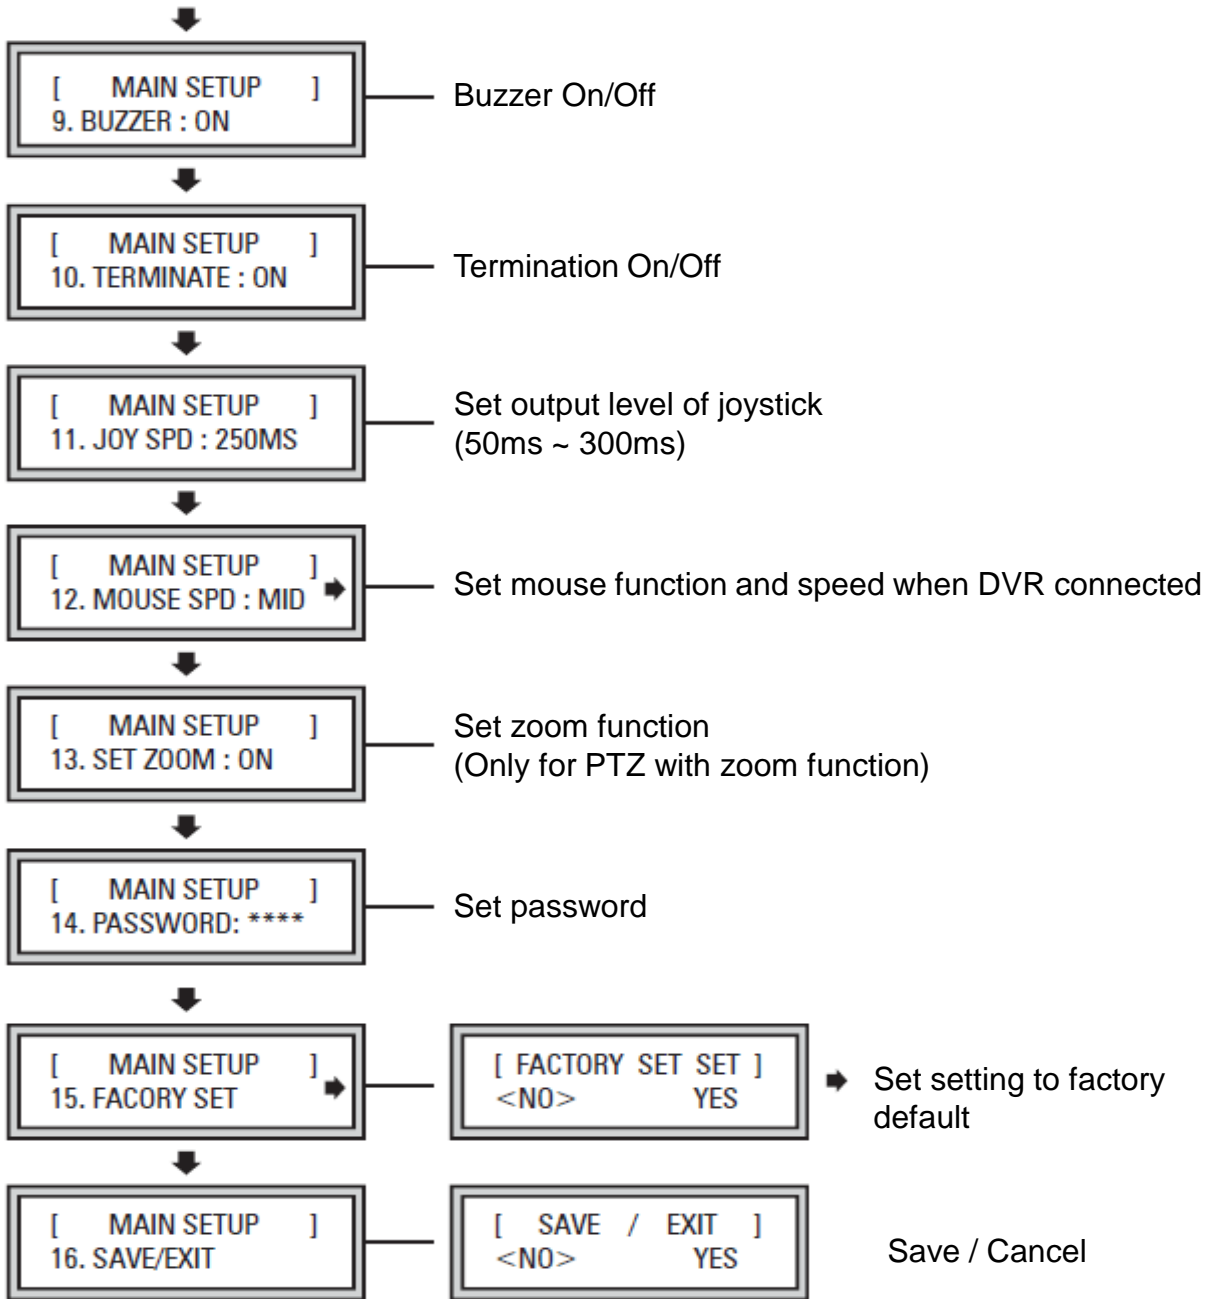 [ MAIN SETUP ]
9. BUZZER : ON
Buzzer On/Off
[ MAIN SETUP ]
10. TERMINATE : ON
Termination On/Off
[ MAIN SETUP ]
11. JOY SPD : 250MS
Set output level of joystick
(50ms ~ 300ms)
[ MAIN SETUP ]
12. MOUSE SPD : MID
Set mouse function and speed when DVR connected
[ MAIN SETUP ]
13. SET ZOOM : ON
Set zoom function
(Only for PTZ with zoom function)
[ MAIN SETUP ]
14. PASSWORD: ****
Set password
[ MAIN SETUP ]
15. FACORY SET
[ FACTORY SET SET ]
<NO> YES
Set setting to factory
default
[ MAIN SETUP ]
16. SAVE/EXIT
[ SAVE / EXIT ]
<NO> YES
Save / Cancel